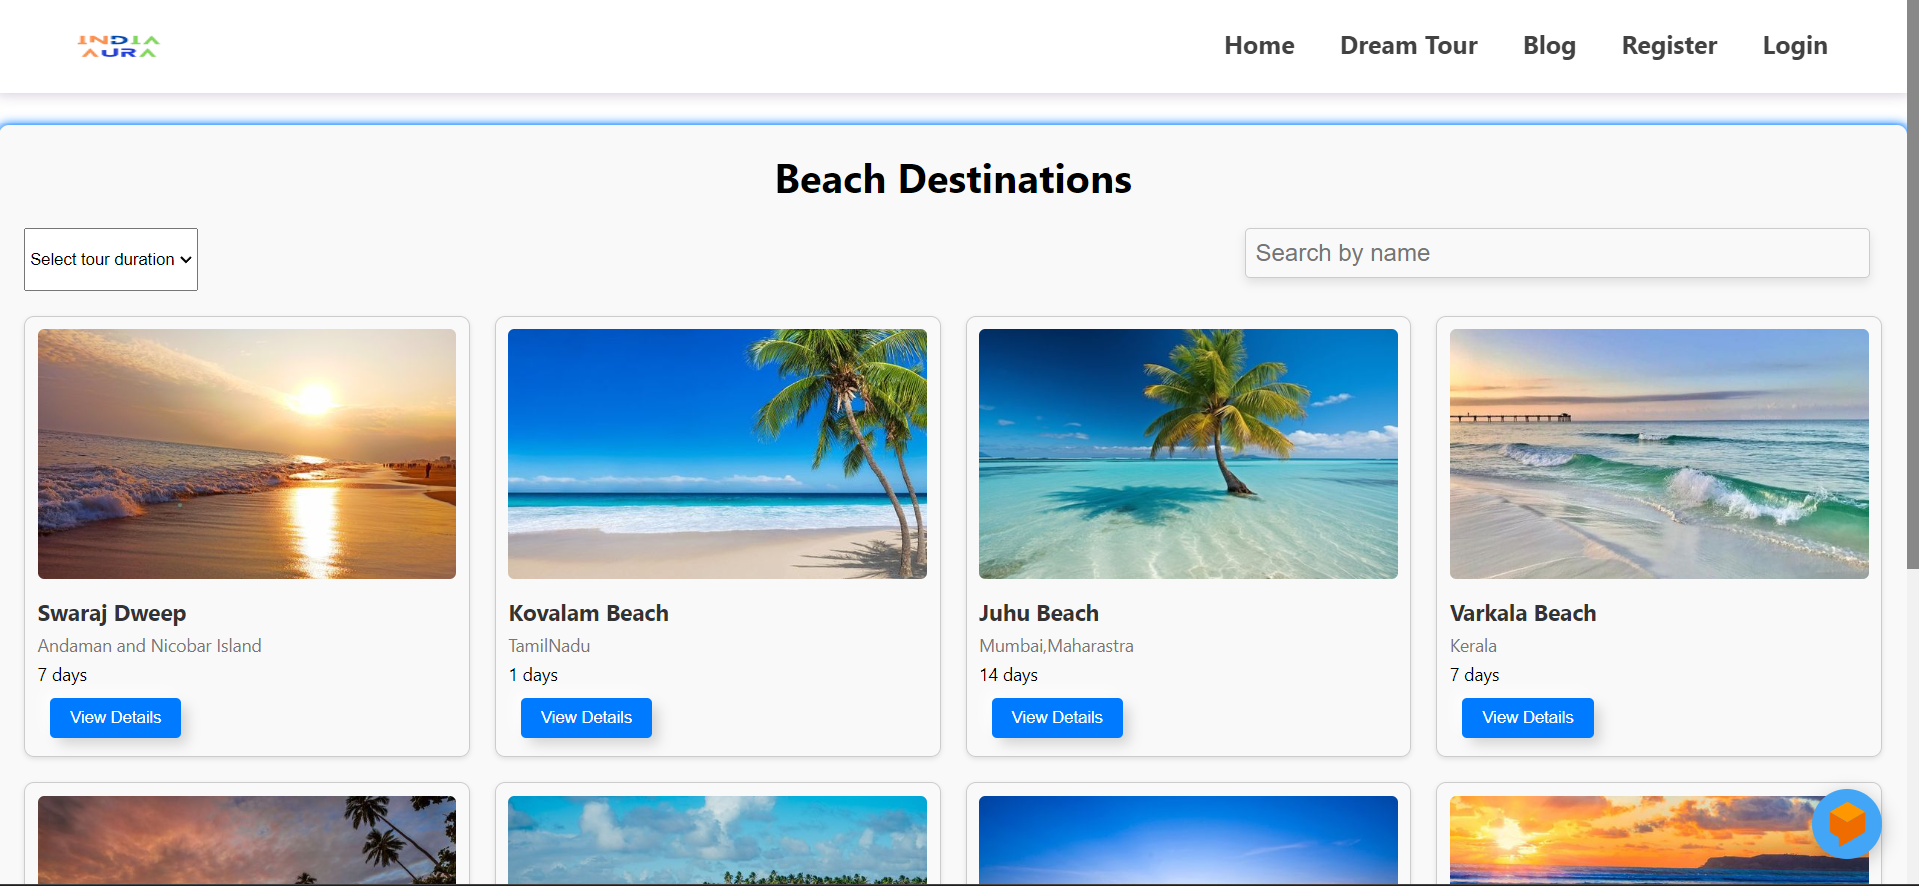 INDIA
AURA
Home Dream Tour Blog Register Login
Beach Destinations
Select tour duration
Search by name
Swaraj Dweep
Andaman and Nicobar Island
7 days
View Details
Kovalam Beach
TamilNadu
1 days
View Details
Juhu Beach
Mumbai,Maharastra
14 days
View Details
Varkala Beach
Kerala
7 days
View Details